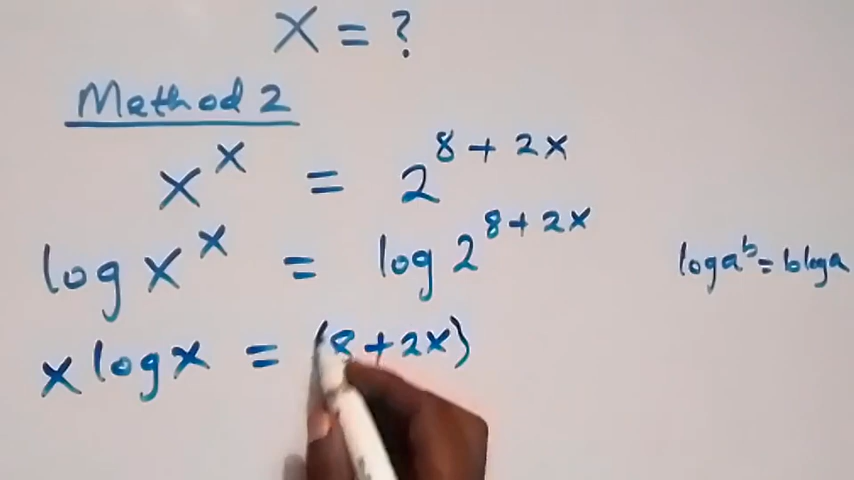 x = ?
Method 2
x^x = 2^{8 + 2x}
log x^x = log 2^{8 + 2x}
log a^b = b log a
x log x = (8 + 2x)